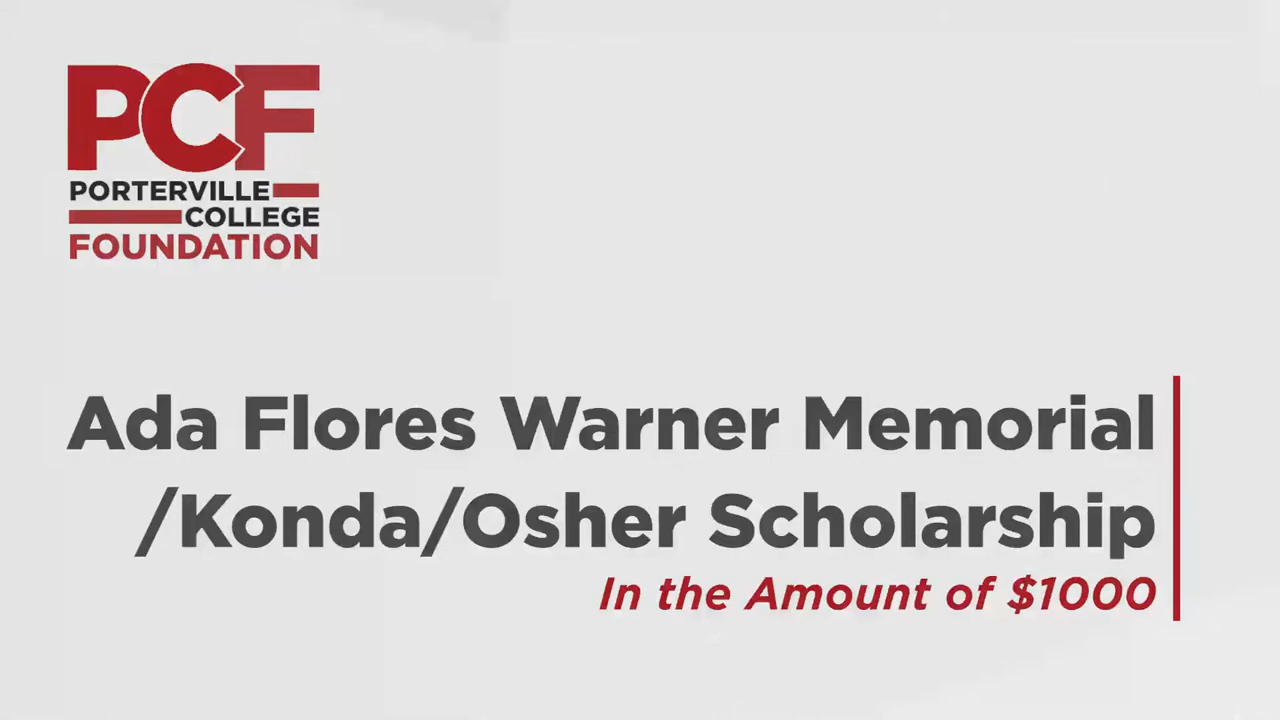 PCF
PORTERVILLE
COLLEGE
FOUNDATION
Ada Flores Warner Memorial
/Konda/Osher Scholarship
In the Amount of $1000